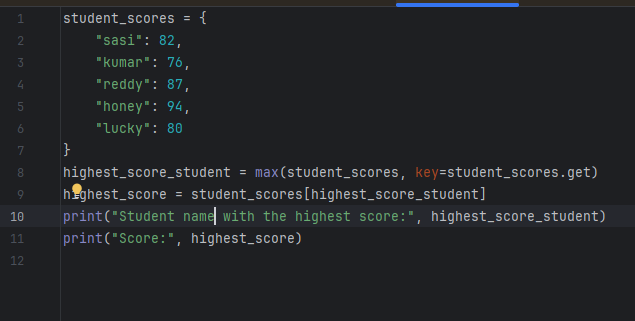 1 student_scores = {
2     "sasi": 82,
3     "kumar": 76,
4     "reddy": 87,
5     "honey": 94,
6     "lucky": 80
7 }
8 highest_score_student = max(student_scores, key=student_scores.get)
9 highest_score = student_scores[highest_score_student]
10 print("Student name with the highest score:", highest_score_student)
11 print("Score:", highest_score)
12